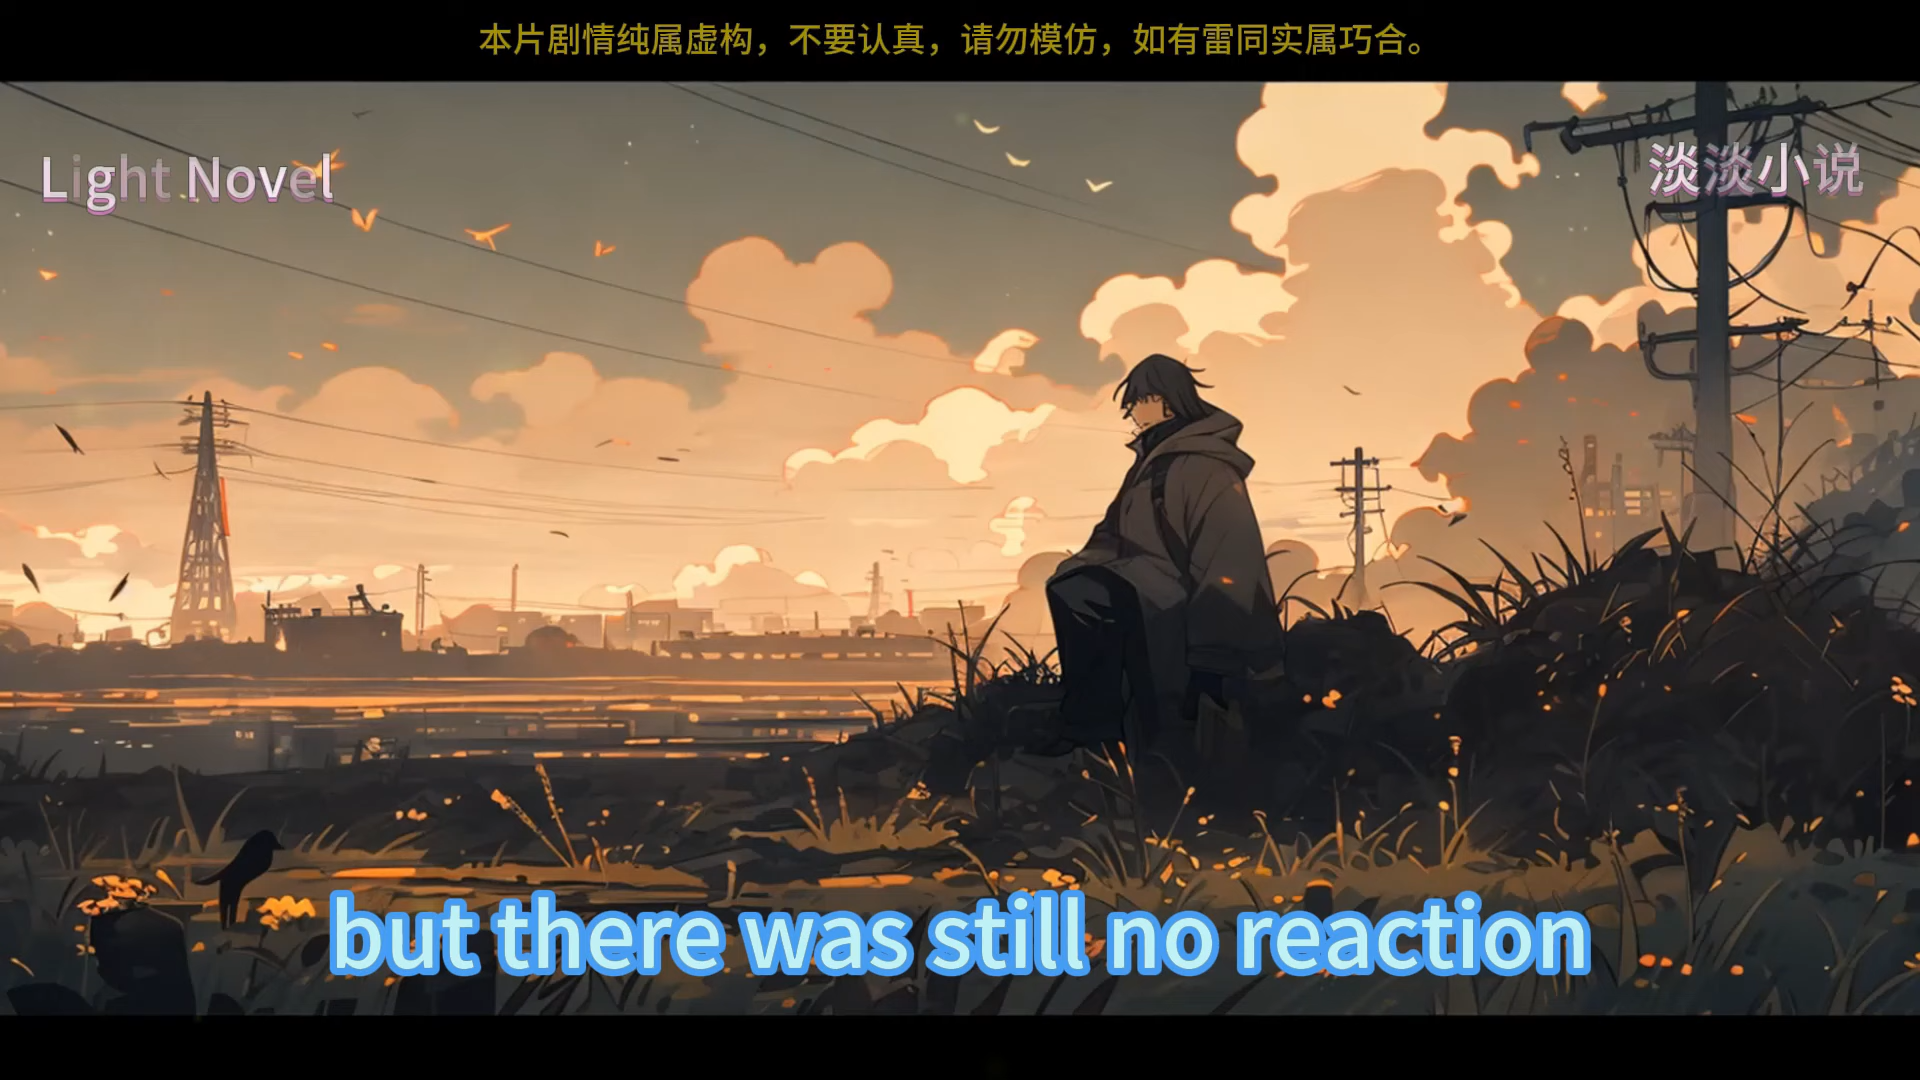 本片剧情纯属虚构，不要认真，请勿模仿，如有雷同实属巧合。
Light Novel
淡淡小说
but there was still no reaction